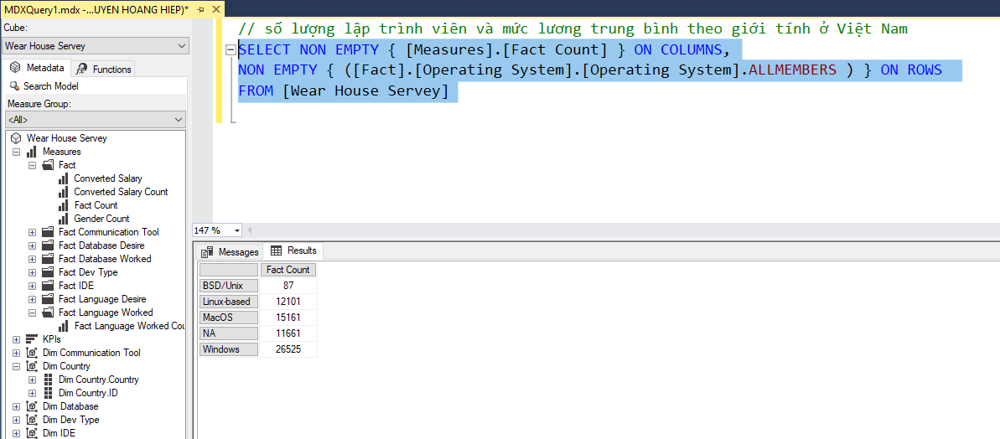 MDXQuery1.mdx -...UYEN HOANG HIEP)*
Cube:
Wear House Servey
Metadata
Functions
Search Model
Measure Group:
<All>
Wear House Servey
Measures
Fact
Converted Salary
Converted Salary Count
Fact Count
Gender Count
Fact Communication Tool
Fact Database Desire
Fact Database Worked
Fact Dev Type
Fact IDE
Fact Language Desire
Fact Language Worked
Fact Language Worked Cou
KPIs
Dim Communication Tool
Dim Country
Dim Country.Country
Dim Country.ID
Dim Database
Dim Dev Type
Dim IDE
// số lượng lập trình viên và mức lương trung bình theo giới tính ở Việt Nam
SELECT NON EMPTY { [Measures].[Fact Count] } ON COLUMNS,
NON EMPTY { ([Fact].[Operating System].[Operating System].ALLMEMBERS ) } ON ROWS
FROM [Wear House Servey]
147 %
Messages
Results
Fact Count
BSD/Unix 87
Linux-based 12101
MacOS 15161
NA 11661
Windows 26525